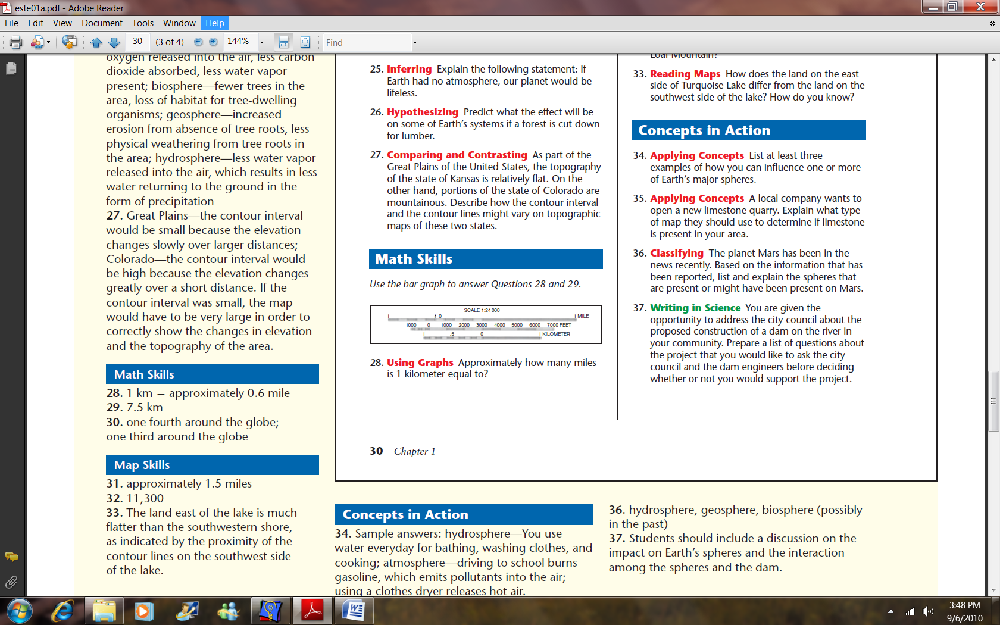 este01a.pdf - Adobe Reader
File Edit View Document Tools Window Help
30 (3 of 4) 144% Find
oxygen released into the air, less carbon
dioxide absorbed, less water vapor
present; biosphere—fewer trees in the
area, loss of habitat for tree-dwelling
organisms; geosphere—increased
erosion from absence of tree roots, less
physical weathering from tree roots in
the area; hydrosphere—less water vapor
released into the air, which results in less
water returning to the ground in the
form of precipitation
27. Great Plains—the contour interval
would be small because the elevation
changes slowly over larger distances;
Colorado—the contour interval would
be high because the elevation changes
greatly over a short distance. If the
contour interval was small, the map
would have to be very large in order to
correctly show the changes in elevation
and the topography of the area.
Math Skills
28. 1 km = approximately 0.6 mile
29. 7.5 km
30. one fourth around the globe;
one third around the globe
Map Skills
31. approximately 1.5 miles
32. 11,300
33. The land east of the lake is much
flatter than the southwestern shore,
as indicated by the proximity of the
contour lines on the southwest side
of the lake.
25. Inferring Explain the following statement: If
Earth had no atmosphere, our planet would be
lifeless.
26. Hypothesizing Predict what the effect will be
on some of Earth's systems if a forest is cut down
for lumber.
27. Comparing and Contrasting As part of the
Great Plains of the United States, the topography
of the state of Kansas is relatively flat. On the
other hand, portions of the state of Colorado are
mountainous. Describe how the contour interval
and the contour lines might vary on topographic
maps of these two states.
Math Skills
Use the bar graph to answer Questions 28 and 29.
SCALE 1:24 000
1 ½ 0 1 MILE
1000 0 1000 2000 3000 4000 5000 6000 7000 FEET
1 .5 0 1 KILOMETER
28. Using Graphs Approximately how many miles
is 1 kilometer equal to?
30 Chapter 1
Loaf Mountain?
33. Reading Maps How does the land on the east
side of Turquoise Lake differ from the land on the
southwest side of the lake? How do you know?
Concepts in Action
34. Applying Concepts List at least three
examples of how you can influence one or more
of Earth's major spheres.
35. Applying Concepts A local company wants to
open a new limestone quarry. Explain what type
of map they should use to determine if limestone
is present in your area.
36. Classifying The planet Mars has been in the
news recently. Based on the information that has
been reported, list and explain the spheres that
are present or might have been present on Mars.
37. Writing in Science You are given the
opportunity to address the city council about the
proposed construction of a dam on the river in
your community. Prepare a list of questions about
the project that you would like to ask the city
council and the dam engineers before deciding
whether or not you would support the project.
Concepts in Action
34. Sample answers: hydrosphere—You use
water everyday for bathing, washing clothes, and
cooking; atmosphere—driving to school burns
gasoline, which emits pollutants into the air;
using a clothes dryer releases hot air.
36. hydrosphere, geosphere, biosphere (possibly
in the past)
37. Students should include a discussion on the
impact on Earth's spheres and the interaction
among the spheres and the dam.
3:48 PM
9/6/2010